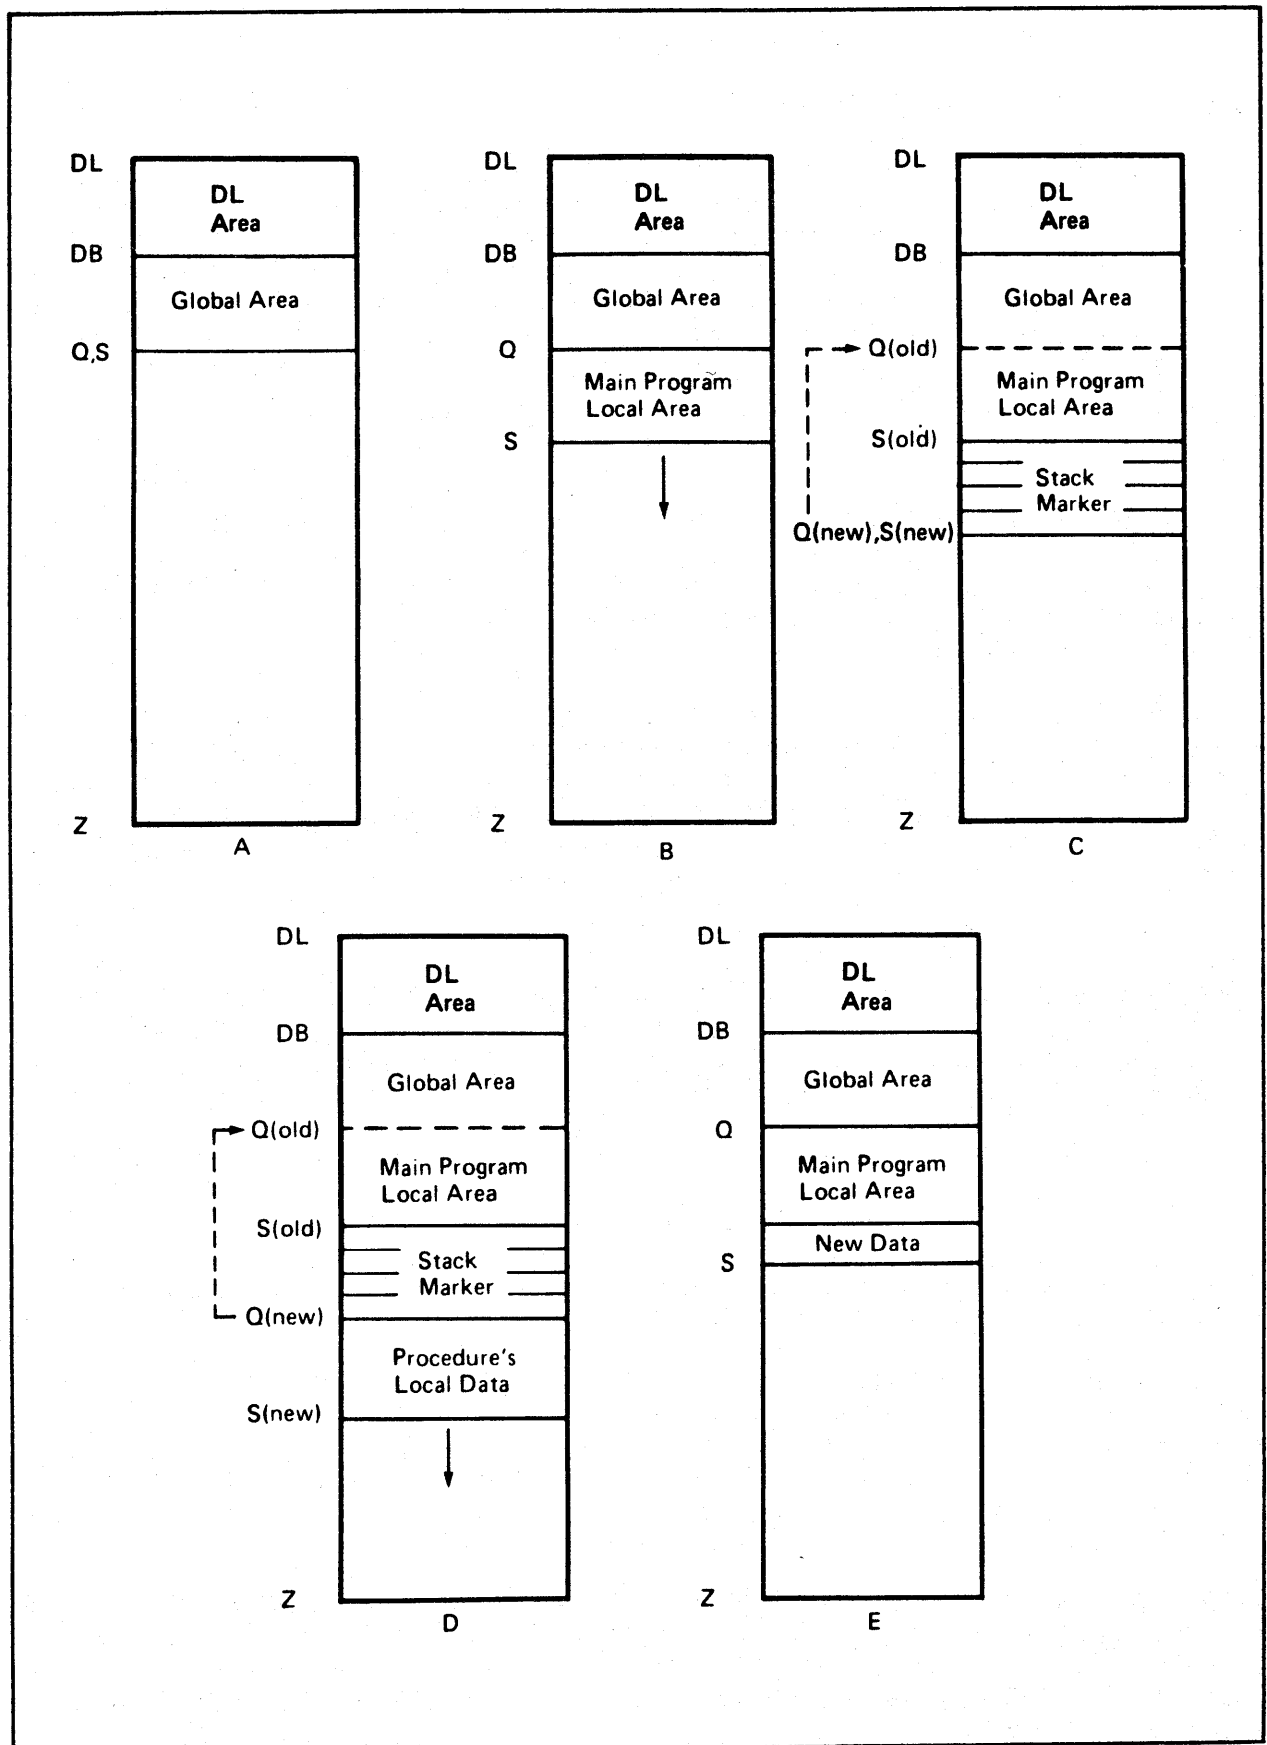 DL
DL
Area
DB
Global Area
Q,S
Z
A
DL
DL
Area
DB
Global Area
Q
Main Program
Local Area
S
Z
B
DL
DL
Area
DB
Global Area
Q(old)
Main Program
Local Area
S(old)
Stack
Marker
Q(new),S(new)
Z
C
DL
DL
Area
DB
Global Area
Q(old)
Main Program
Local Area
S(old)
Stack
Marker
Q(new)
Procedure's
Local Data
S(new)
Z
D
DL
DL
Area
DB
Global Area
Q
Main Program
Local Area
New Data
S
Z
E